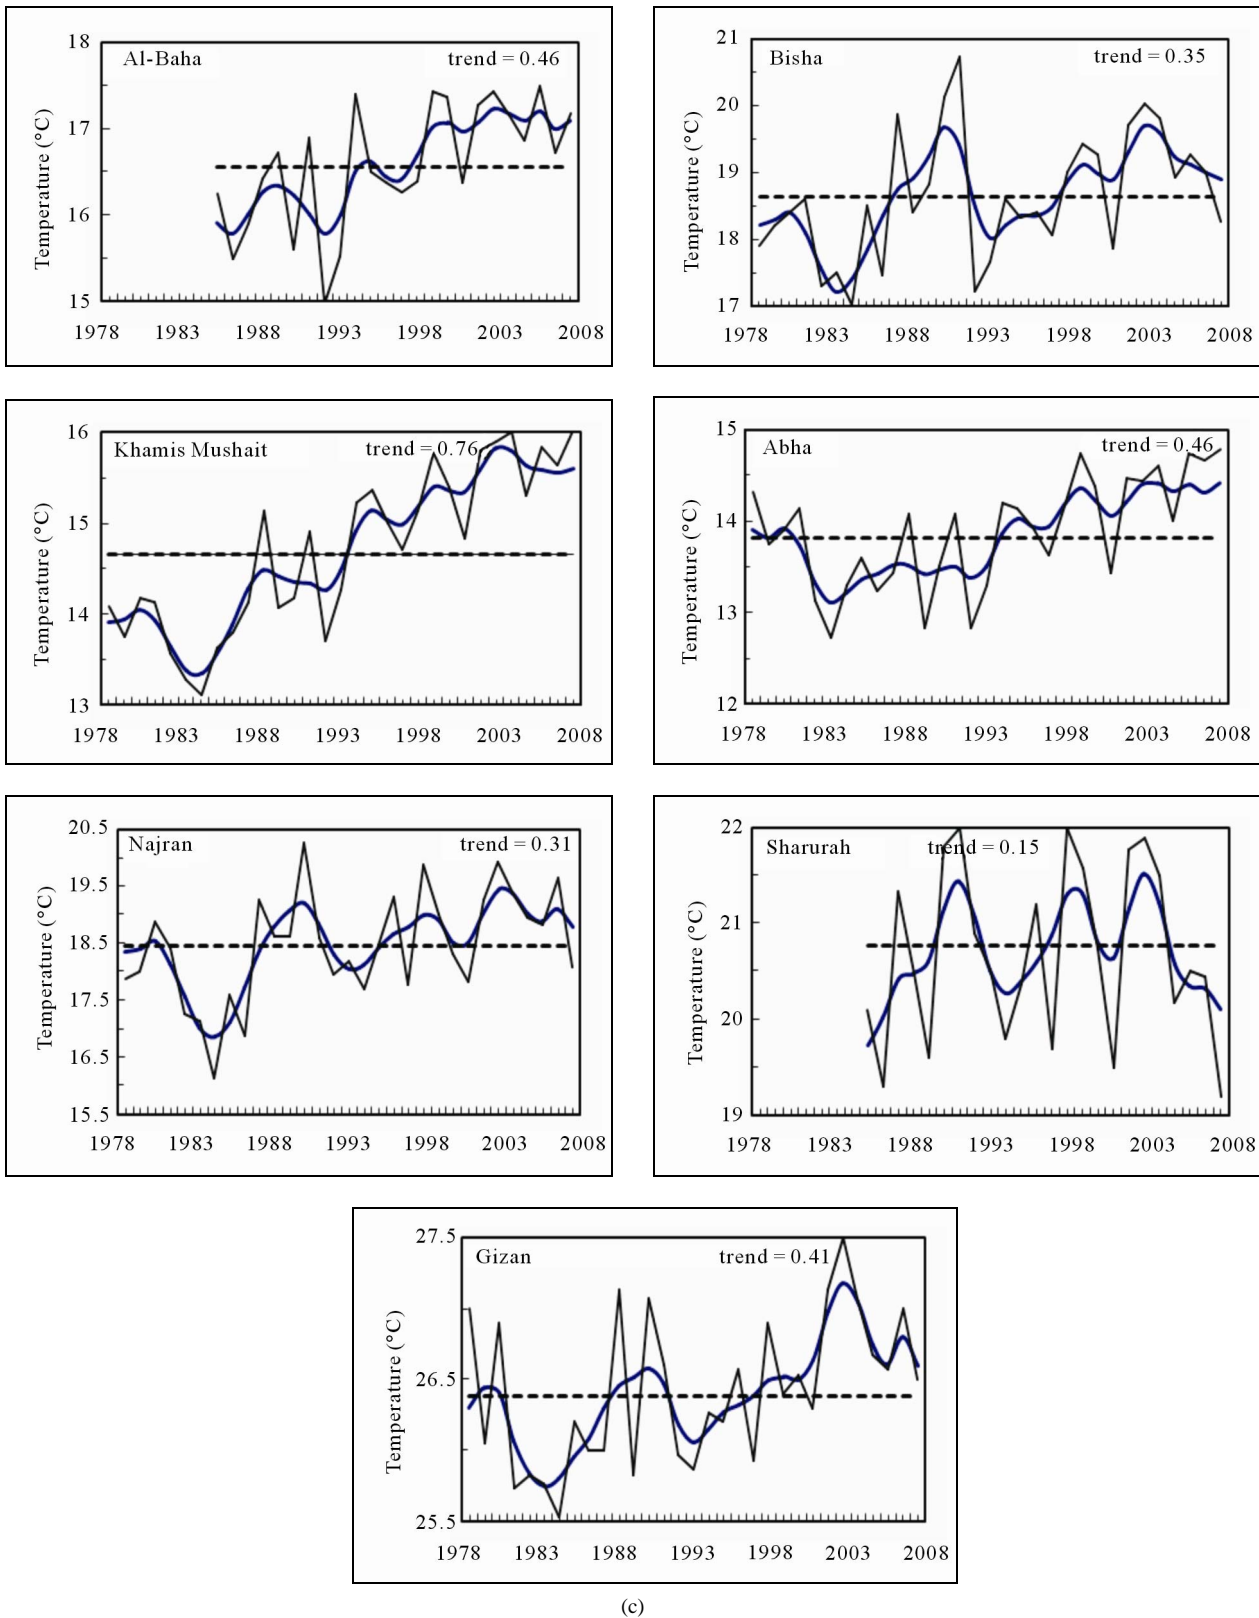 18
Al-Baha
trend = 0.46
17
16
15
Temperature (°C)
1978 1983 1988 1993 1998 2003 2008
21
Bisha
trend = 0.35
20
19
18
17
Temperature (°C)
1978 1983 1988 1993 1998 2003 2008
16
Khamis Mushait
trend = 0.76
15
14
13
Temperature (°C)
1978 1983 1988 1993 1998 2003 2008
15
Abha
trend = 0.46
14
13
12
Temperature (°C)
1978 1983 1988 1993 1998 2003 2008
20.5
Najran
trend = 0.31
19.5
18.5
17.5
16.5
15.5
Temperature (°C)
1978 1983 1988 1993 1998 2003 2008
22
Sharurah
trend = 0.15
21
20
19
Temperature (°C)
1978 1983 1988 1993 1998 2003 2008
27.5
Gizan
trend = 0.41
26.5
25.5
Temperature (°C)
1978 1983 1988 1993 1998 2003 2008
(c)